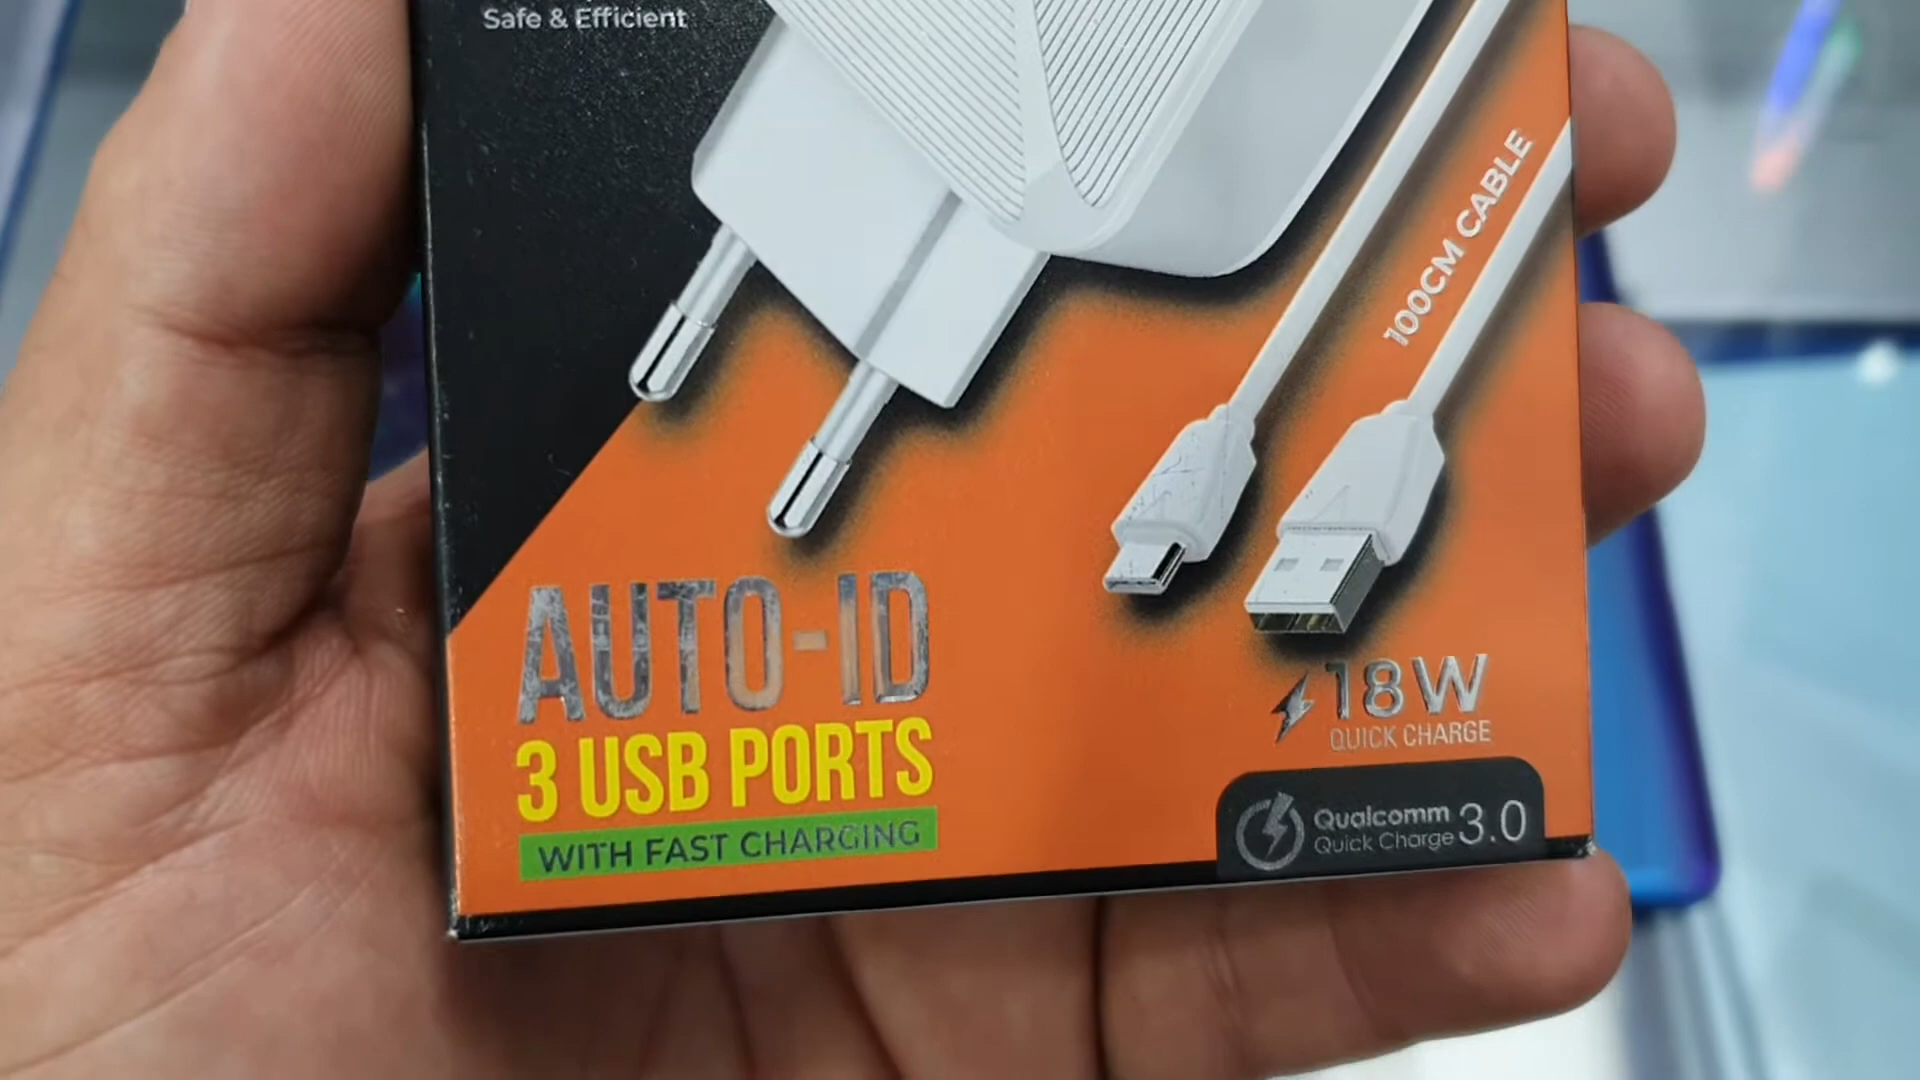 Safe & Efficient
100CM CABLE
AUTO-ID
3 USB PORTS
WITH FAST CHARGING
18W
QUICK CHARGE
Qualcomm
Quick Charge 3.0